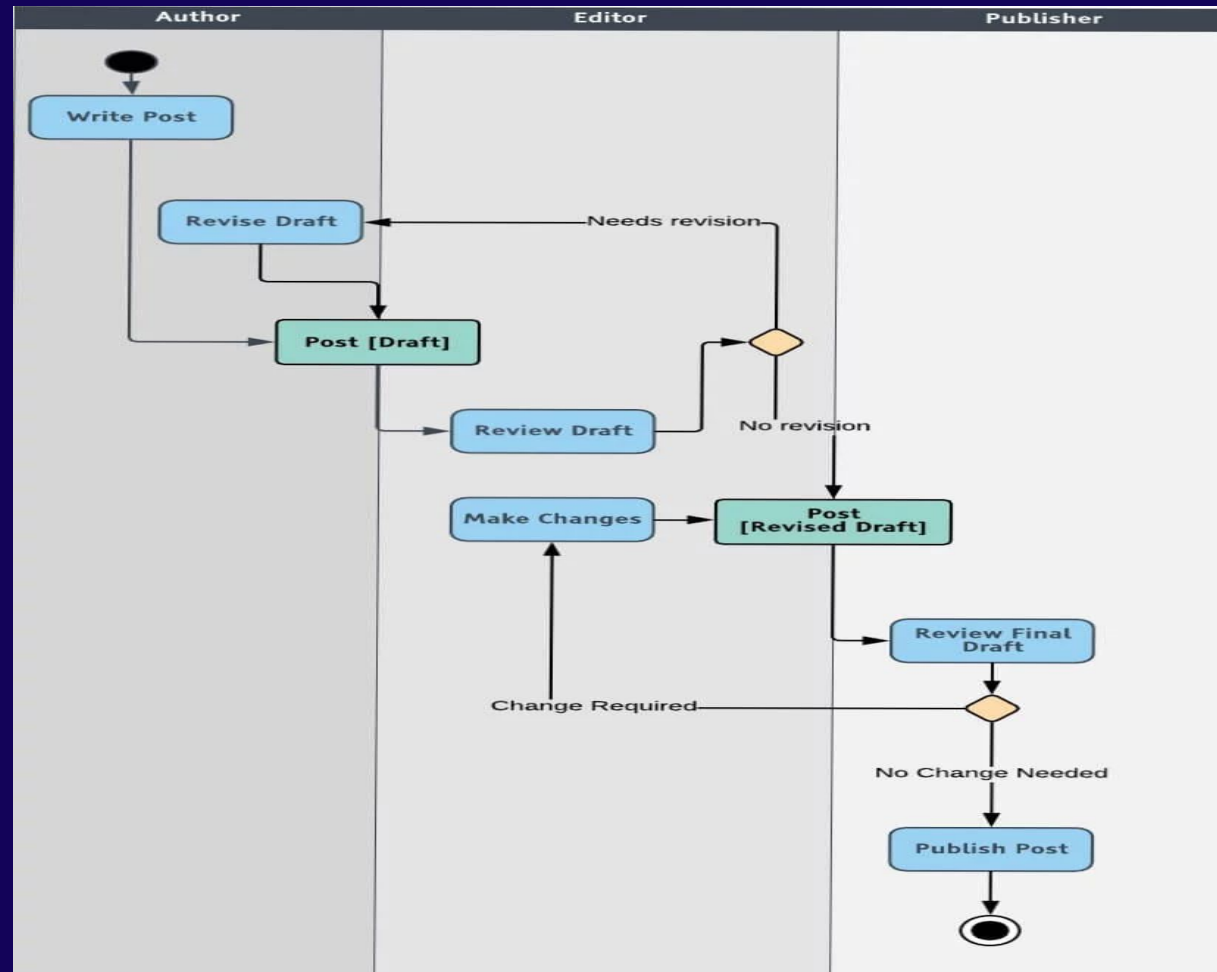 Author
Editor
Publisher
Write Post
Revise Draft
Needs revision
Post [Draft]
Review Draft
No revision
Make Changes
Post
[Revised Draft]
Review Final
Draft
Change Required
No Change Needed
Publish Post